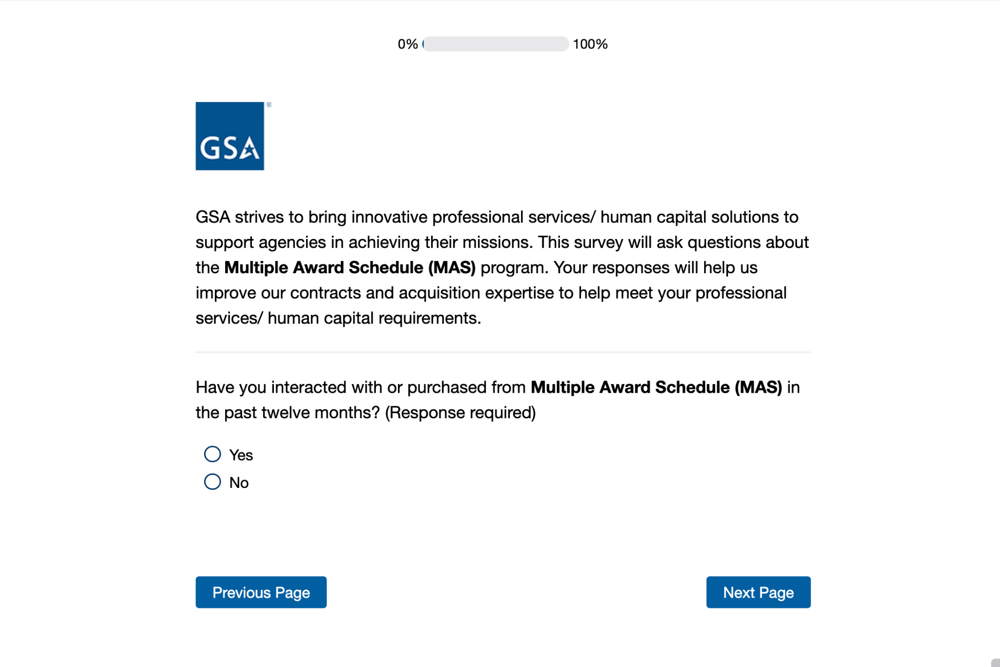 0% 100%
GSA®
GSA strives to bring innovative professional services/ human capital solutions to
support agencies in achieving their missions. This survey will ask questions about
the Multiple Award Schedule (MAS) program. Your responses will help us
improve our contracts and acquisition expertise to help meet your professional
services/ human capital requirements.
Have you interacted with or purchased from Multiple Award Schedule (MAS) in
the past twelve months? (Response required)
Yes
No
Previous Page Next Page